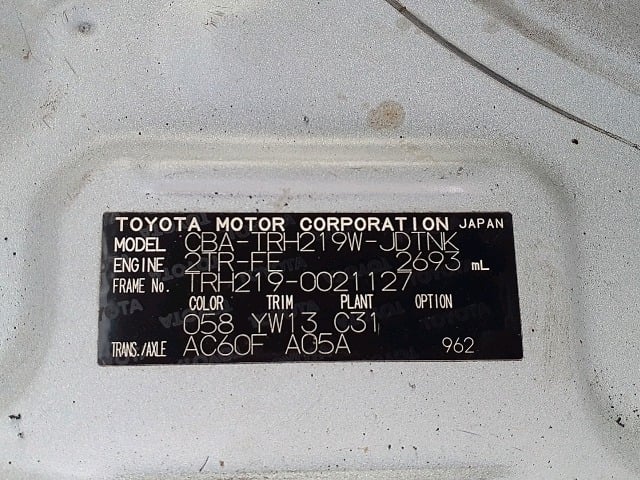 TOYOTA MOTOR CORPORATION JAPAN
MODEL CBA-TRH219W-JDTNK
ENGINE 2TR-FE 2693 mL
FRAME No. TRH219-0021127
COLOR TRIM PLANT OPTION
058 YW13 C31
TRANS./AXLE AC60F A05A 962